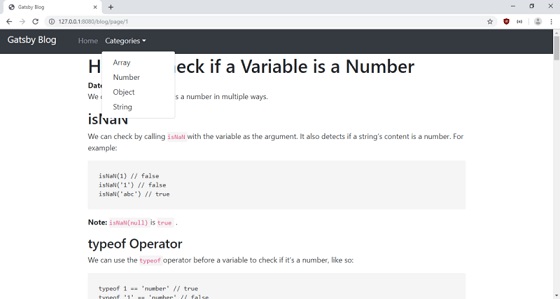 Gatsby Blog
127.0.0.1:8080/blog/page/1
Gatsby Blog
Home
Categories
Array
Number
Object
String
H
eck if a Variable is a Number
Date
We c
s a number in multiple ways.
isNaN
We can check by calling isNaN with the variable as the argument. It also detects if a string's content is a number. For
example:
isNaN(1) // false
isNaN('1') // false
isNaN('abc') // true
Note: isNaN(null) is true .
typeof Operator
We can use the typeof operator before a variable to check if it's a number, like so:
typeof 1 == 'number' // true
typeof '1' == 'number' // false